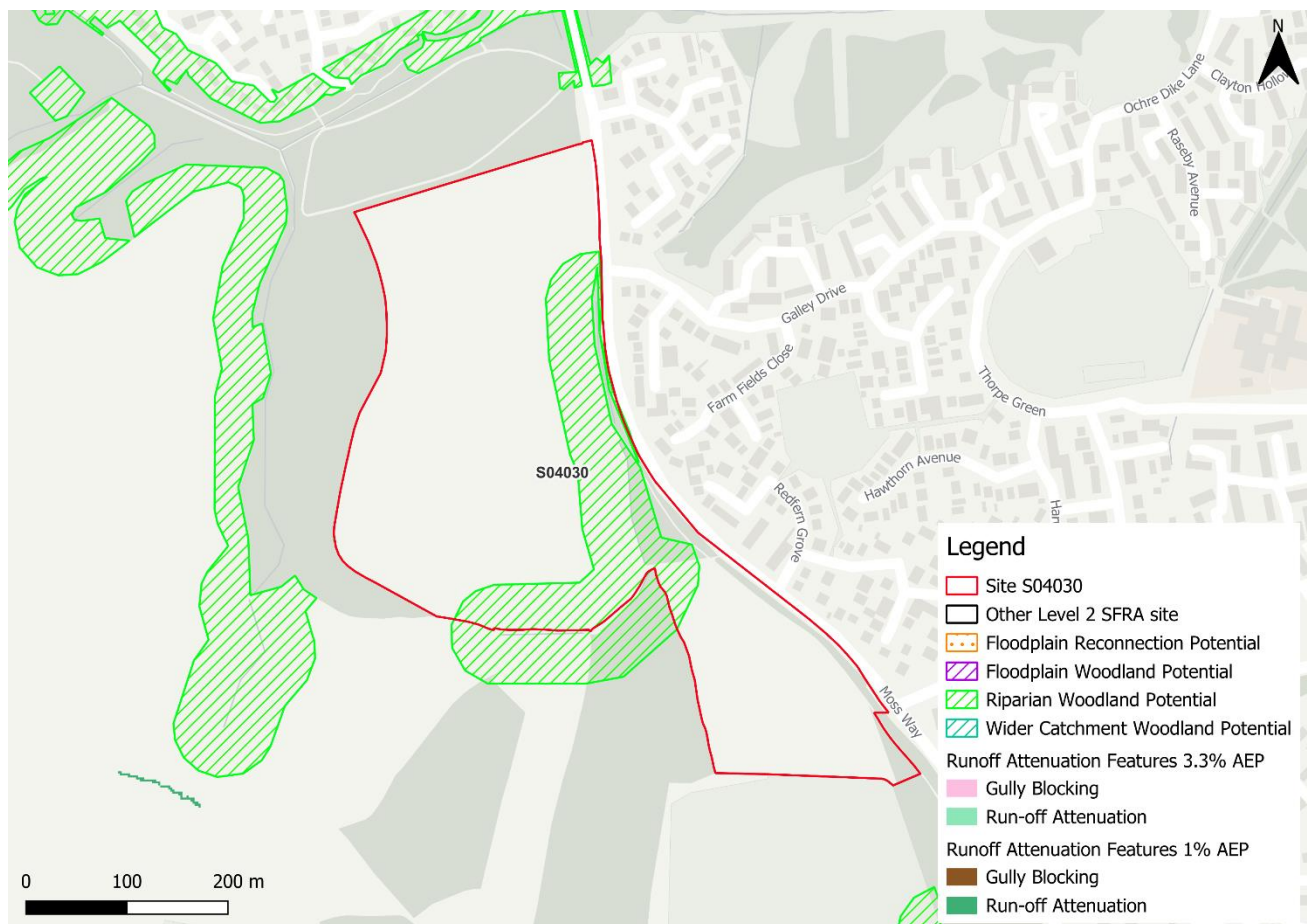 N
Ochre Dike Lane
Clayton Hollow
Raseby Avenue
Galley Drive
Farm Fields Close
Thorpe Green
S04030
Hawthorn Avenue
Redfern Grove
Han
Moss Way
Legend
Site S04030
Other Level 2 SFRA site
Floodplain Reconnection Potential
Floodplain Woodland Potential
Riparian Woodland Potential
Wider Catchment Woodland Potential
Runoff Attenuation Features 3.3% AEP
Gully Blocking
Run-off Attenuation
Runoff Attenuation Features 1% AEP
Gully Blocking
Run-off Attenuation
0 100 200 m